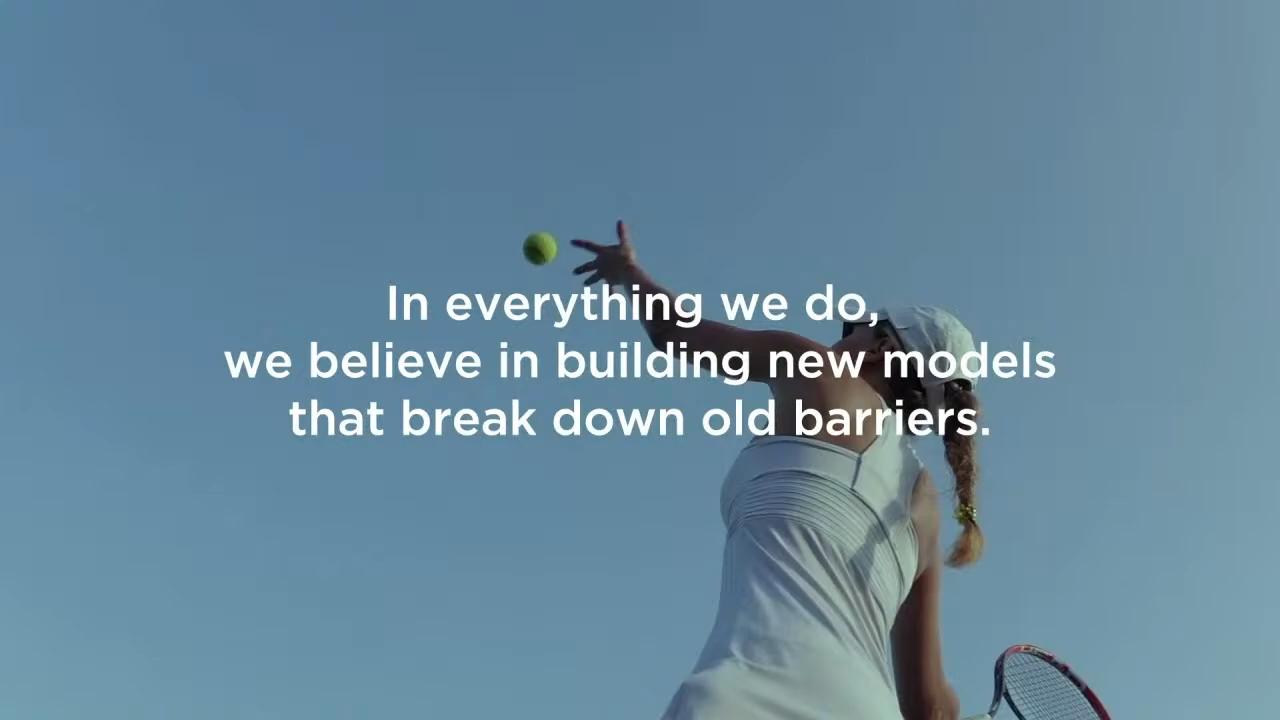 In everything we do,
we believe in building new models
that break down old barriers.